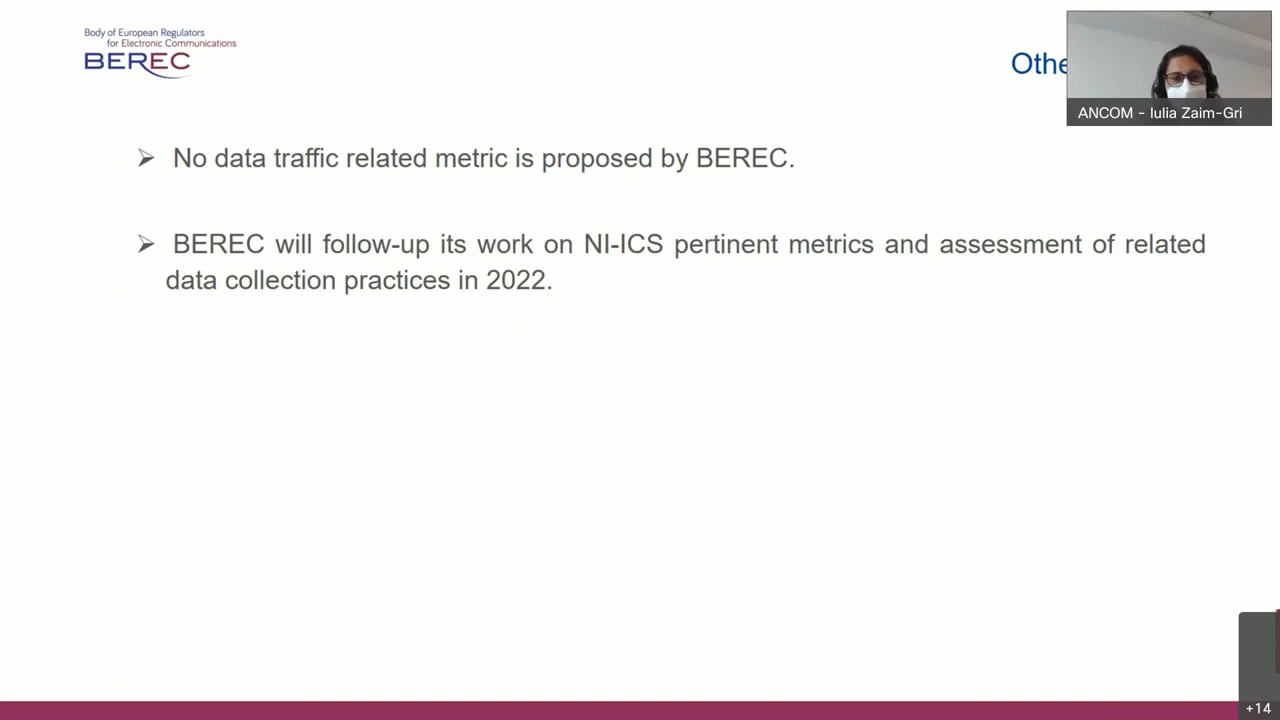 Body of European Regulators
for Electronic Communications
BEREC
ANCOM - Iulia Zaim-Gri
➢ No data traffic related metric is proposed by BEREC.
➢ BEREC will follow-up its work on NI-ICS pertinent metrics and assessment of related
data collection practices in 2022.
+14